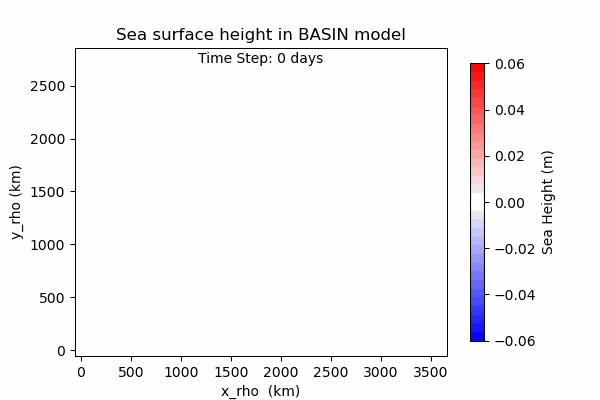 Sea surface height in BASIN model
Time Step: 0 days
y_rho (km)
2500
2000
1500
1000
500
0
0 500 1000 1500 2000 2500 3000 3500
x_rho (km)
0.06
0.04
0.02
0.00
−0.02
−0.04
−0.06
Sea Height (m)